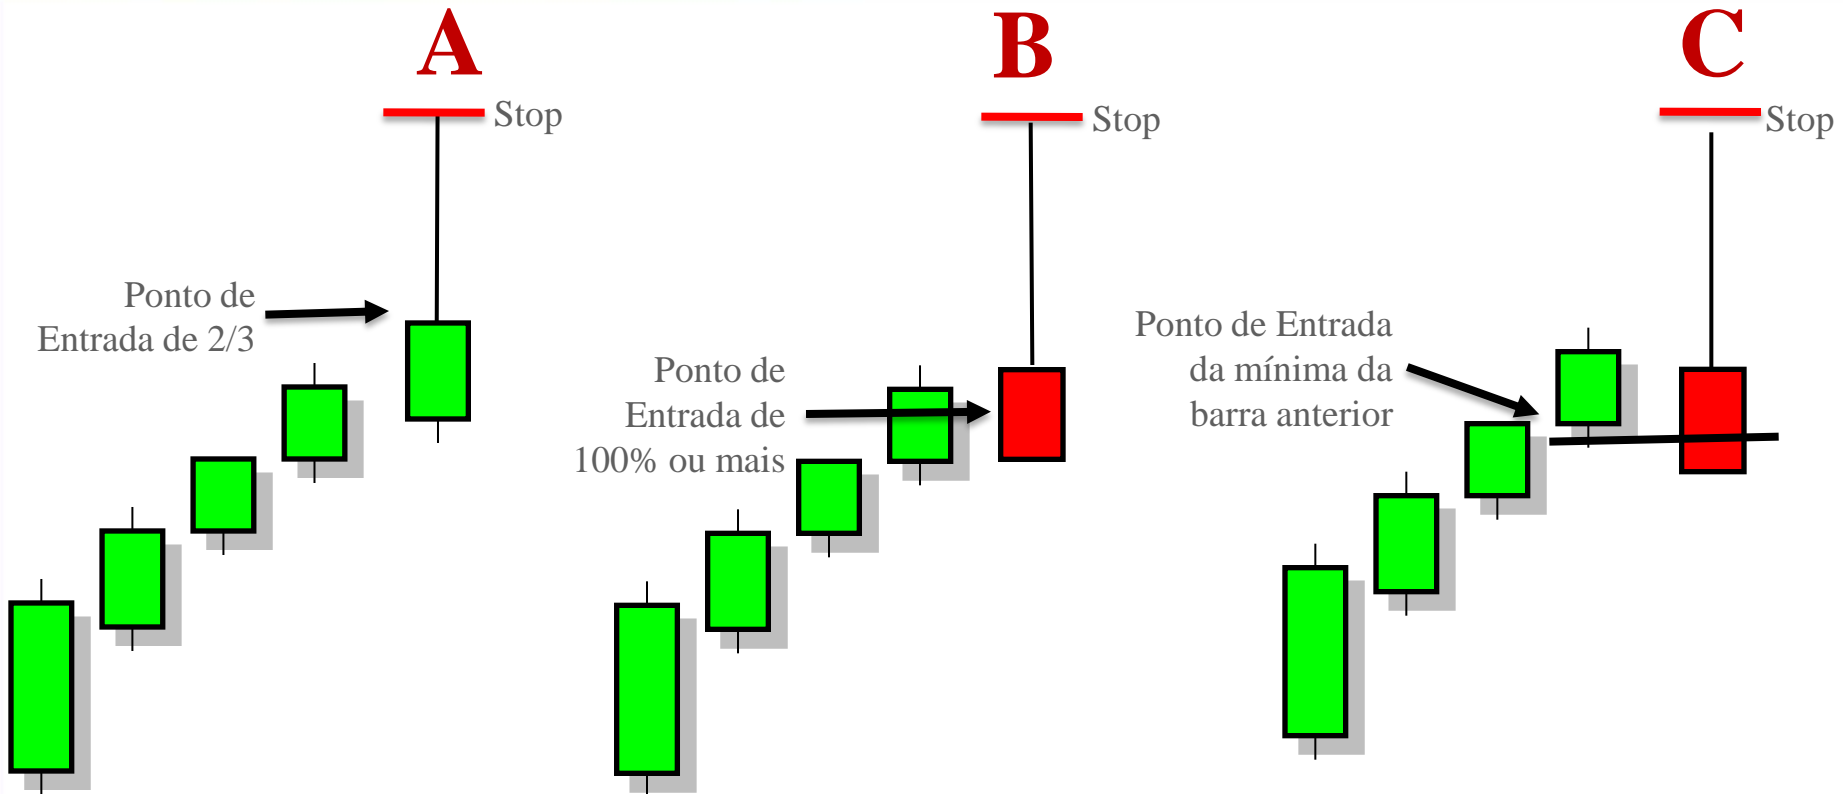 A
B
C
Stop
Stop
Stop
Ponto de
Entrada de 2/3
Ponto de
Entrada de
100% ou mais
Ponto de Entrada
da mínima da
barra anterior